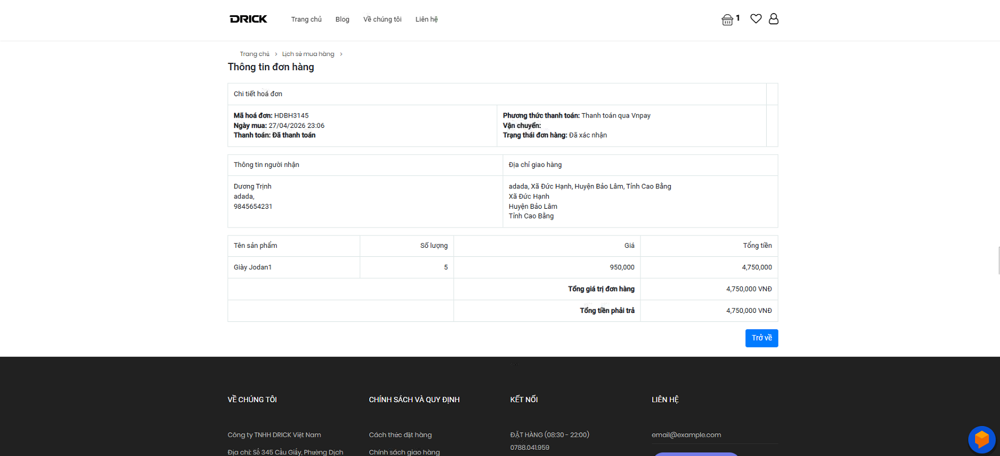 DRICK
Trang chủ
Blog
Về chúng tôi
Liên hệ
1
Trang chủ > Lịch sử mua hàng >
Thông tin đơn hàng
Chi tiết hoá đơn
Mã hoá đơn: HDBH3145
Ngày mua: 27/04/2026 23:06
Thanh toán: Đã thanh toán
Phương thức thanh toán: Thanh toán qua Vnpay
Vận chuyển:
Trạng thái đơn hàng: Đã xác nhận
Thông tin người nhận
Địa chỉ giao hàng
Dương Trịnh
adada,
9845654231
adada, Xã Đức Hạnh, Huyện Bảo Lâm, Tỉnh Cao Bằng
Xã Đức Hạnh
Huyện Bảo Lâm
Tỉnh Cao Bằng
Tên sản phẩm
Số lượng
Giá
Tổng tiền
Giày Jodan1
5
950,000
4,750,000
Tổng giá trị đơn hàng
4,750,000 VNĐ
Tổng tiền phải trả
4,750,000 VNĐ
Trở về
VỀ CHÚNG TÔI
Công ty TNHH DRICK Việt Nam
Địa chỉ: Số 345 Cầu Giấy, Phường Dịch
CHÍNH SÁCH VÀ QUY ĐỊNH
Cách thức đặt hàng
Chính sách giao hàng
KẾT NỐI
ĐẶT HÀNG (08:30 - 22:00)
0788.041.959
LIÊN HỆ
email@example.com